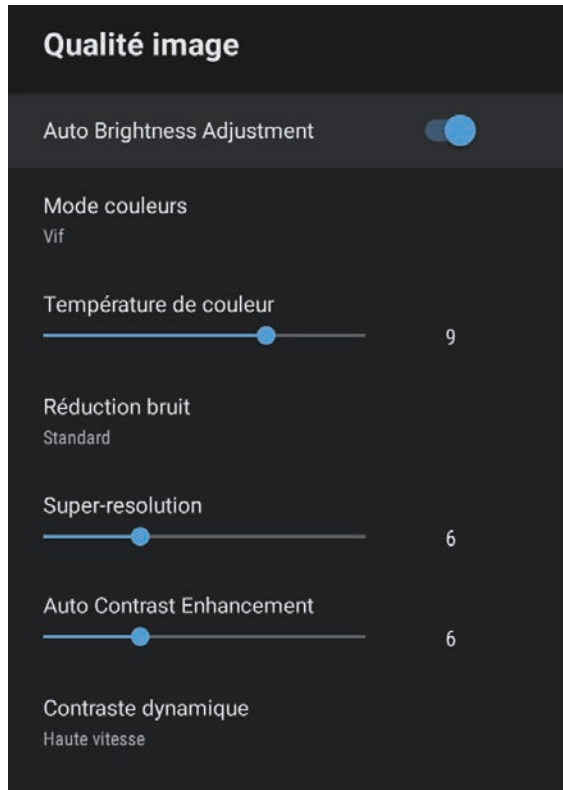 Qualité image
Auto Brightness Adjustment
Mode couleurs
Vif
Température de couleur
9
Réduction bruit
Standard
Super-resolution
6
Auto Contrast Enhancement
6
Contraste dynamique
Haute vitesse